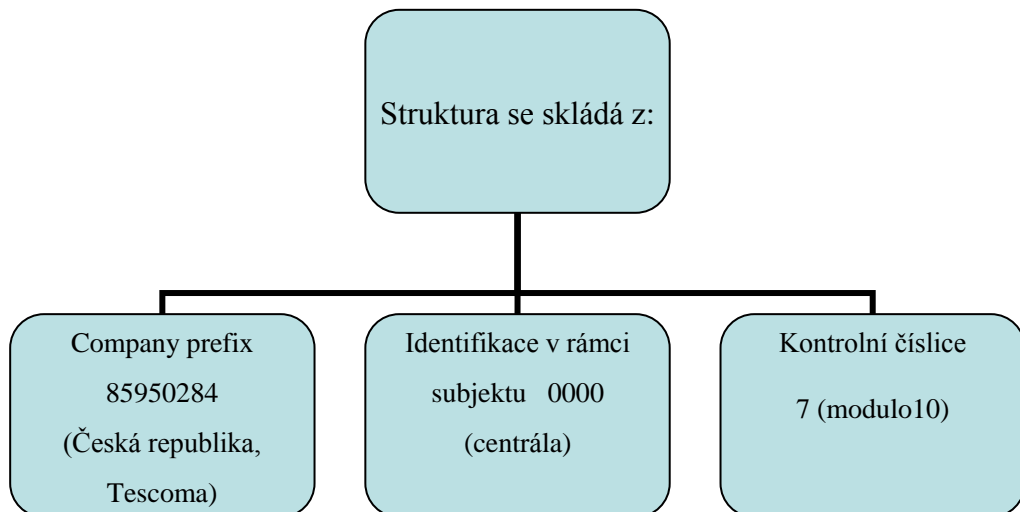 Struktura se skládá z:
Company prefix
85950284
(Česká republika,
Tescoma)
Identifikace v rámci
subjektu 0000
(centrála)
Kontrolní číslice
7 (modulo10)